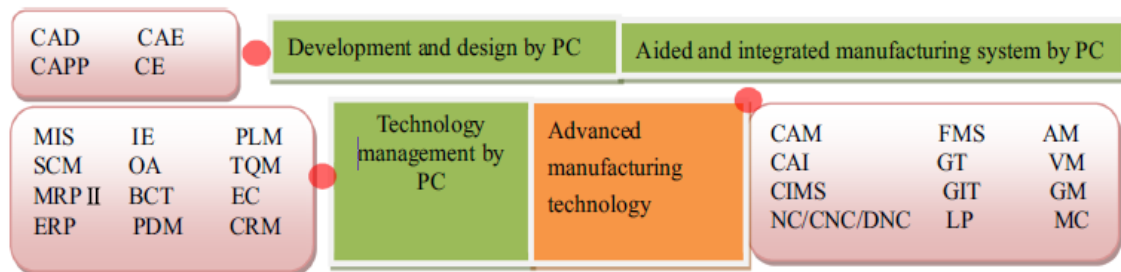 CAD CAE
CAPP CE
Development and design by PC
Aided and integrated manufacturing system by PC
MIS IE PLM
SCM OA TQM
MRP II BCT EC
ERP PDM CRM
Technology
management by
PC
Advanced
manufacturing
technology
CAM FMS AM
CAI GT VM
CIMS GIT GM
NC/CNC/DNC LP MC